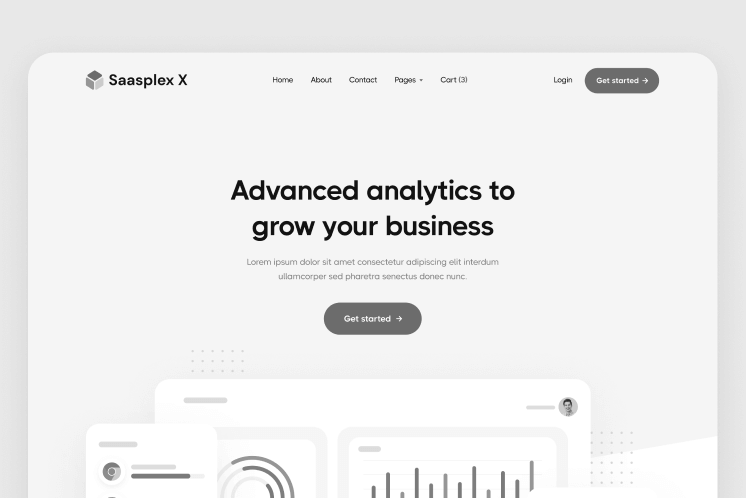 Saasplex X
Home About Contact Pages Cart (3)
Login Get started →
Advanced analytics to
grow your business
Lorem ipsum dolor sit amet consectetur adipiscing elit interdum
ullamcorper sed pharetra senectus donec nunc.
Get started →